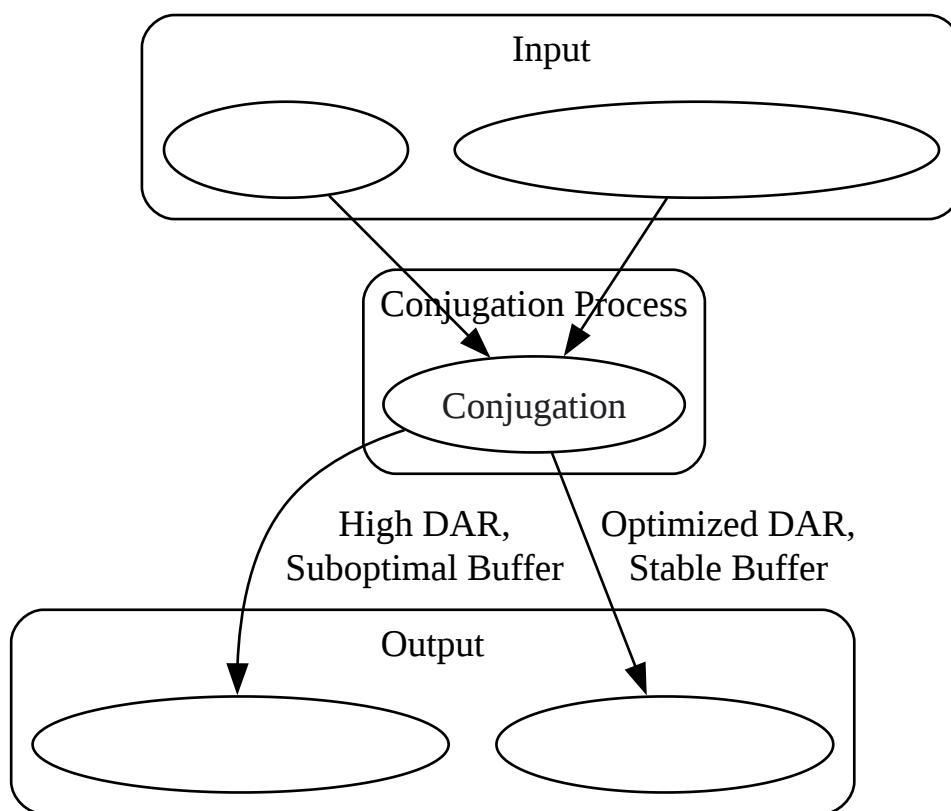 Input
Conjugation Process
Conjugation
High DAR,
Suboptimal Buffer
Optimized DAR,
Stable Buffer
Output